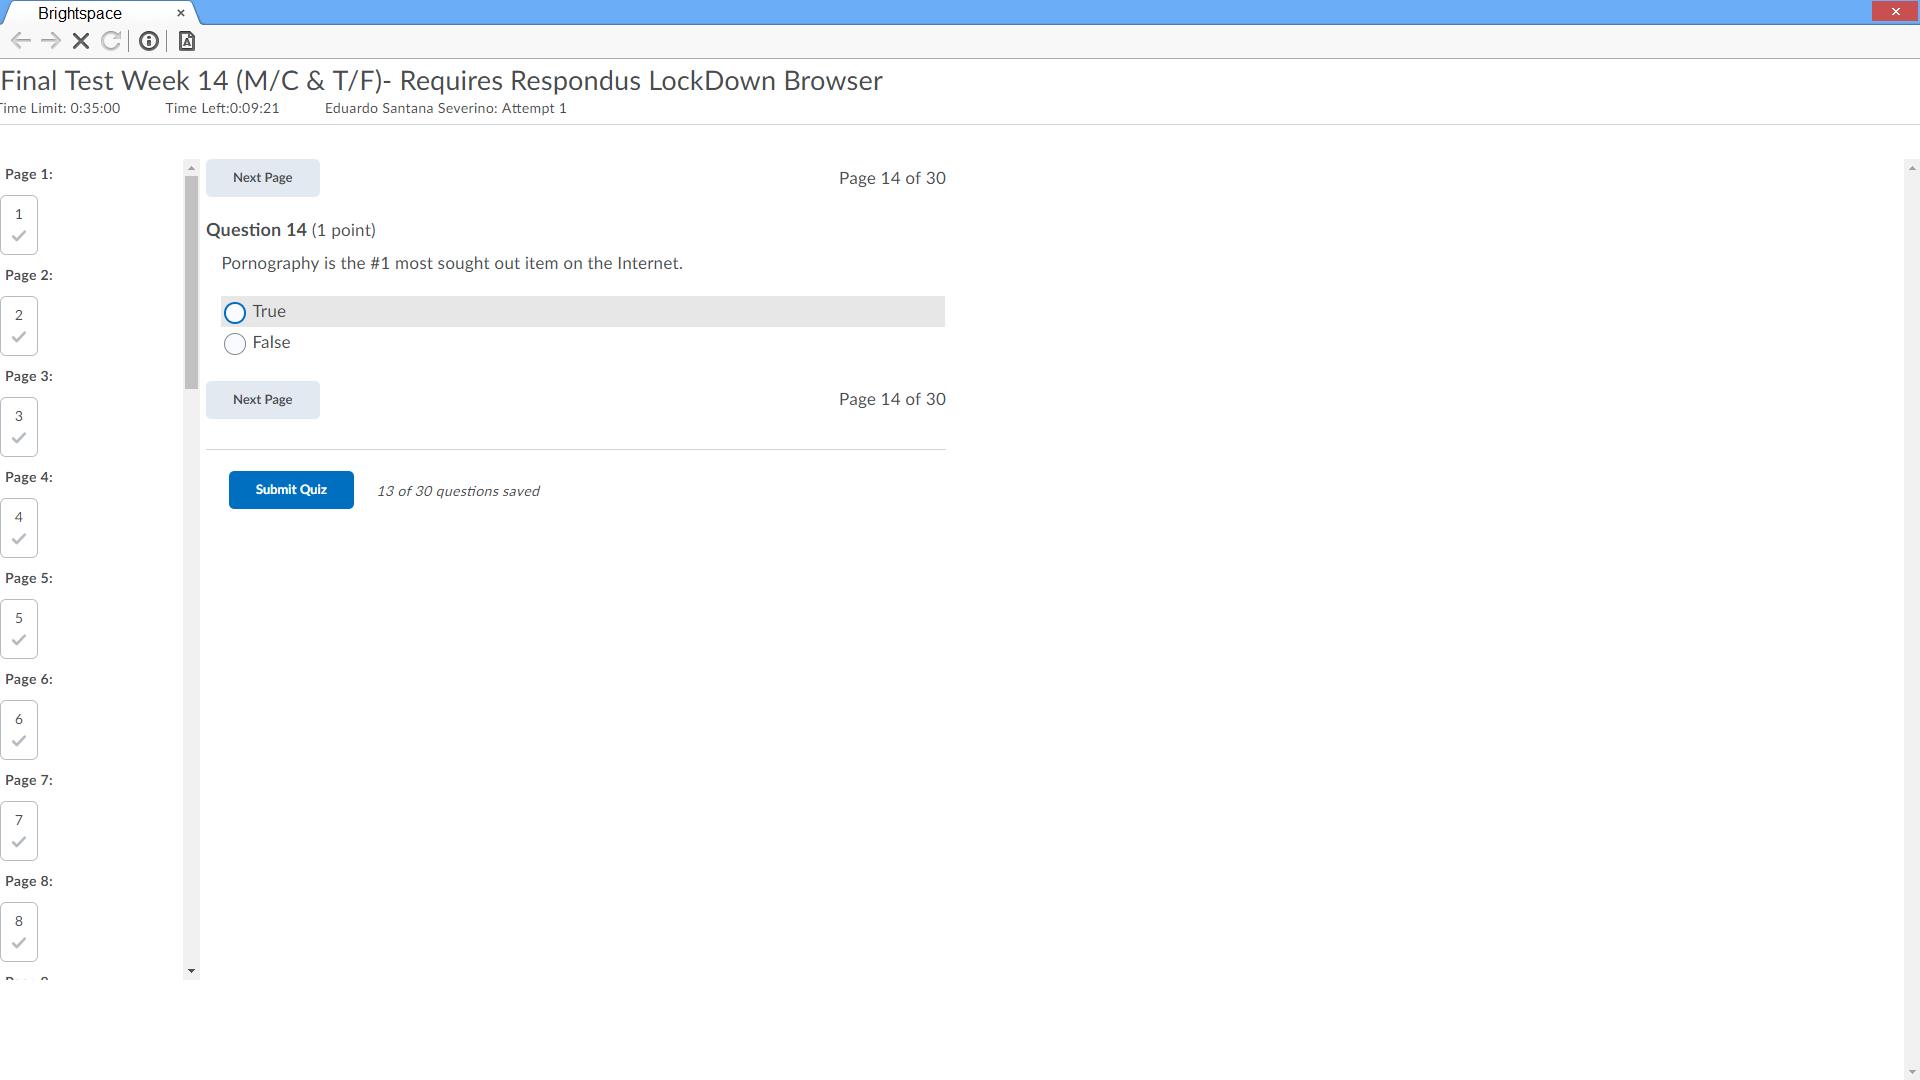 Brightspace
Final Test Week 14 (M/C & T/F)- Requires Respondus LockDown Browser
Time Limit: 0:35:00 Time Left:0:09:21 Eduardo Santana Severino: Attempt 1
Page 1:
1
Page 2:
2
Page 3:
3
Page 4:
4
Page 5:
5
Page 6:
6
Page 7:
7
Page 8:
8
Next Page
Page 14 of 30
Question 14 (1 point)
Pornography is the #1 most sought out item on the Internet.
True
False
Next Page
Page 14 of 30
Submit Quiz
13 of 30 questions saved